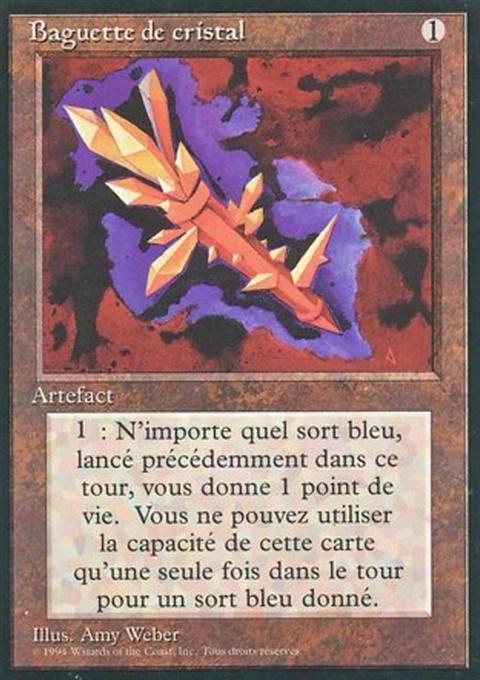 Baguette de cristal 1
Artefact
1 : N'importe quel sort bleu,
lancé précédemment dans ce
tour, vous donne 1 point de
vie. Vous ne pouvez utiliser
la capacité de cette carte
qu'une seule fois dans le tour
pour un sort bleu donné.
Illus. Amy Weber
© 1994 Wizards of the Coast, Inc. Tous droits réservés